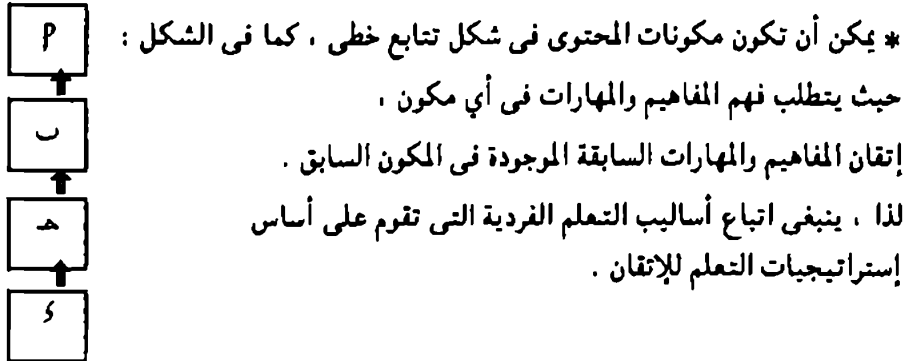 * يمكن أن تكون مكونات المحتوى فى شكل تتابع خطى ، كما فى الشكل :
حيث يتطلب فهم المفاهيم والمهارات فى أي مكون ،
إتقان المفاهيم والمهارات السابقة الموجودة فى المكون السابق .
لذا ، ينبغى اتباع أساليب التعلم الفردية التى تقوم على أساس
إستراتيجيات التعلم للإتقان .
أ
ب
حـ
ء